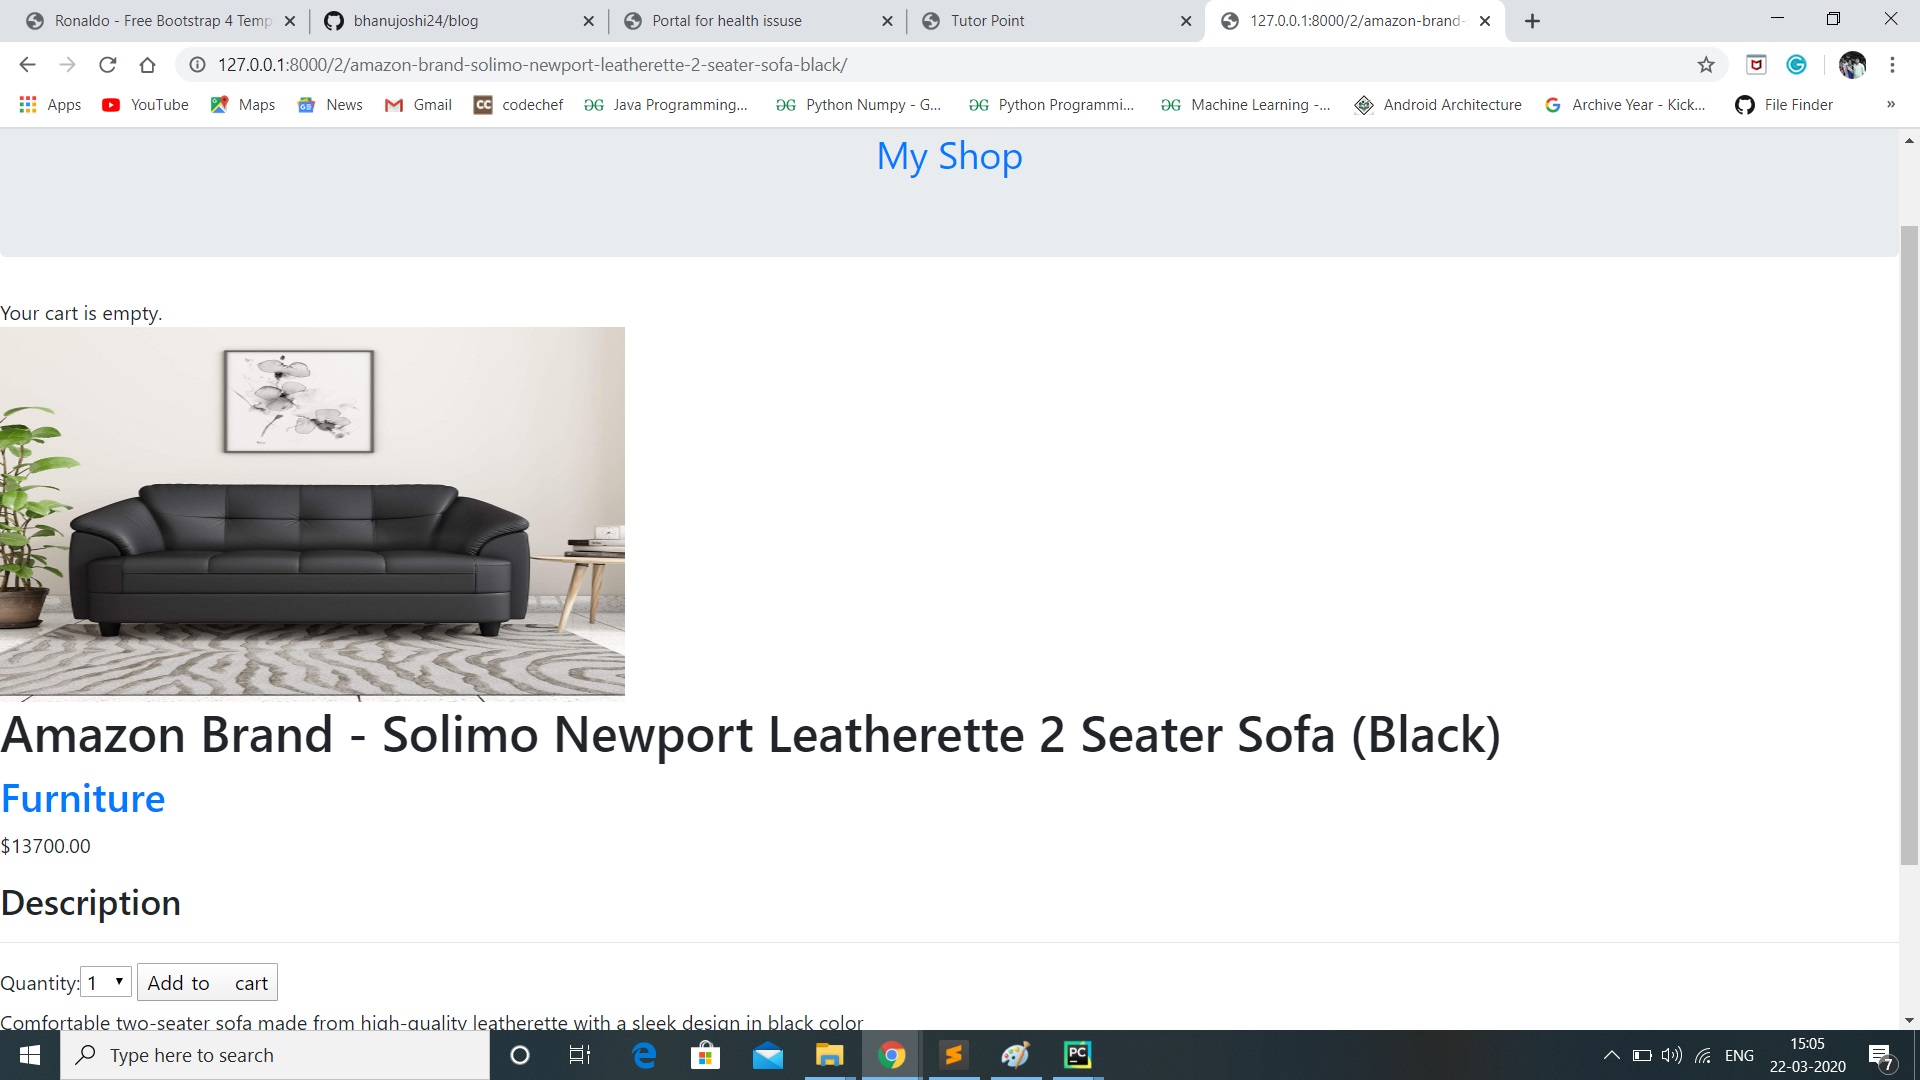 Ronaldo - Free Bootstrap 4 Temp
bhanujoshi24/blog
Portal for health issuse
Tutor Point
127.0.0.1:8000/2/amazon-brand-
127.0.0.1:8000/2/amazon-brand-solimo-newport-leatherette-2-seater-sofa-black/
Apps
YouTube
Maps
News
Gmail
CC
codechef
Java Programming...
Python Numpy - G...
Python Programmi...
Machine Learning -...
Android Architecture
Archive Year - Kick...
File Finder
»
My Shop
Your cart is empty.
Amazon Brand - Solimo Newport Leatherette 2 Seater Sofa (Black)
Furniture
$13700.00
Description
Quantity: 1 Add to cart
Comfortable two-seater sofa made from high-quality leatherette with a sleek design in black color
Type here to search
PC
ENG
15:05
22-03-2020
7